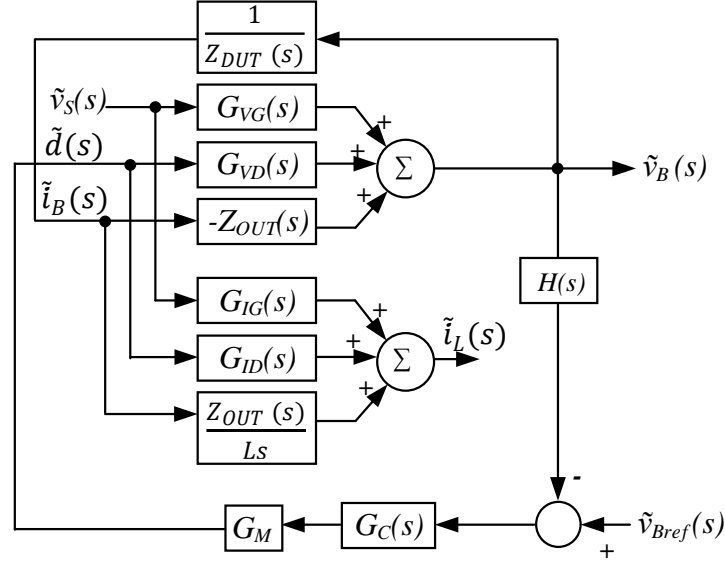 1
Z_DUT (s)
ṽ_S(s)
G_VG(s)
+
d̃(s)
G_VD(s)
+
Σ
ṽ_B(s)
ĩ_B(s)
-Z_OUT(s)
+
H(s)
G_IG(s)
+
ĩ_L(s)
G_ID(s)
+
Σ
Z_OUT (s)
+
Ls
-
G_M
G_C(s)
ṽ_Bref(s)
+